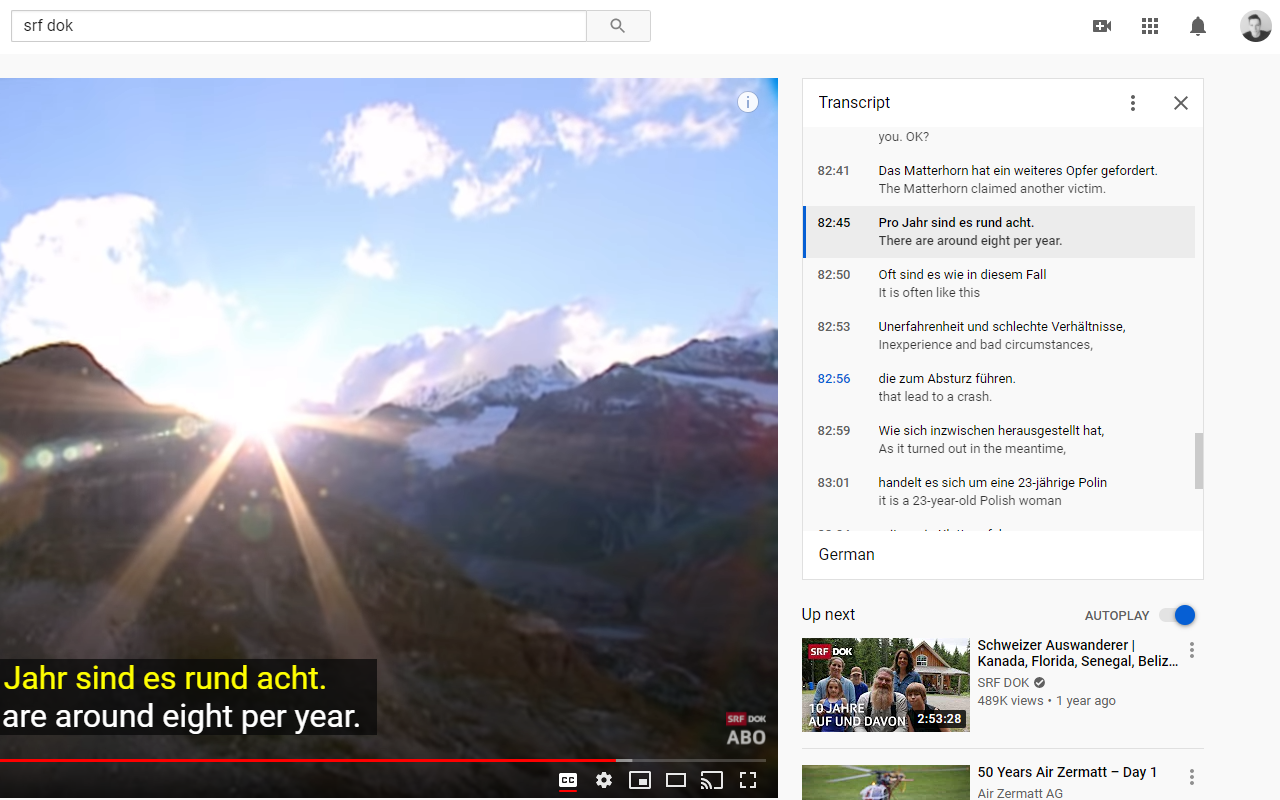 srf dok
Jahr sind es rund acht.
are around eight per year.
SRF DOK
ABO
CC
Transcript
you. OK?
82:41 Das Matterhorn hat ein weiteres Opfer gefordert.
The Matterhorn claimed another victim.
82:45 Pro Jahr sind es rund acht.
There are around eight per year.
82:50 Oft sind es wie in diesem Fall
It is often like this
82:53 Unerfahrenheit und schlechte Verhältnisse,
Inexperience and bad circumstances,
82:56 die zum Absturz führen.
that lead to a crash.
82:59 Wie sich inzwischen herausgestellt hat,
As it turned out in the meantime,
83:01 handelt es sich um eine 23-jährige Polin
it is a 23-year-old Polish woman
German
Up next
AUTOPLAY
SRF DOK
10 JAHRE
AUF UND DAVON
2:53:28
Schweizer Auswanderer |
Kanada, Florida, Senegal, Beliz...
SRF DOK
489K views • 1 year ago
50 Years Air Zermatt – Day 1
Air Zermatt AG